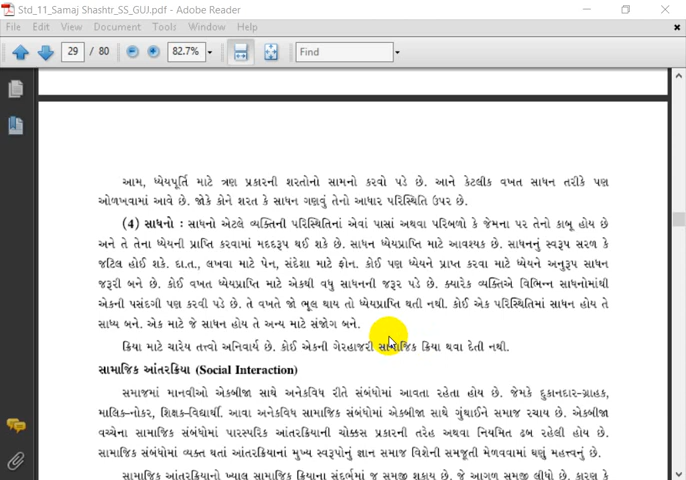 Std_11_Samaj Shashtr_SS_GUJ.pdf - Adobe Reader
File Edit View Document Tools Window Help
29 / 80 82.7% Find
આમ, ધ્યેયપૂર્તિ માટે ત્રણ પ્રકારની શરતોનો સામનો કરવો પડે છે. આને કેટલીક વખત સાધન તરીકે પણ
ઓળખવામાં આવે છે. જોકે કોને શરત કે સાધન ગણવું તેનો આધાર પરિસ્થિતિ ઉપર છે.
(4) સાધનો : સાધનો એટલે વ્યક્તિની પરિસ્થિતિનાં એવાં પાસાં અથવા પરિબળો કે જેમના પર તેનો કાબૂ હોય છે
અને તે તેના ધ્યેયની પ્રાપ્તિ કરવામાં મદદરૂપ થઈ શકે છે. સાધન ધ્યેયપ્રાપ્તિ માટે આવશ્યક છે. સાધનનું સ્વરૂપ સરળ કે
જટિલ હોઈ શકે. દા.ત., લખવા માટે પેન, સંદેશા માટે ફોન. કોઈ પણ ધ્યેયને પ્રાપ્ત કરવા માટે ધ્યેયને અનુરૂપ સાધન
જરૂરી બને છે. કોઈ વખત ધ્યેયપ્રાપ્તિ માટે એકથી વધુ સાધનની જરૂર પડે છે. ક્યારેક વ્યક્તિએ વિભિન્ન સાધનોમાંથી
એકની પસંદગી પણ કરવી પડે છે. તે વખતે જો ભૂલ થાય તો ધ્યેયપ્રાપ્તિ થતી નથી. કોઈ એક પરિસ્થિતિમાં સાધન હોય તે
સાધ્ય બને. એક માટે જે સાધન હોય તે અન્ય માટે સંજોગ બને.
ક્રિયા માટે ચારેય તત્ત્વો અનિવાર્ય છે. કોઈ એકની ગેરહાજરી સામાજિક ક્રિયા થવા દેતી નથી.
સામાજિક આંતરક્રિયા (Social Interaction)
સમાજમાં માનવીઓ એકબીજા સાથે અનેકવિધ રીતે સંબંધોમાં આવતા રહેતા હોય છે. જેમકે દુકાનદાર-ગ્રાહક,
માલિક-નોકર, શિક્ષક-વિદ્યાર્થી. આવા અનેકવિધ સામાજિક સંબંધોમાં એકબીજા સાથે ગૂંથાઈને સમાજ રચાય છે. એકબીજા
વચ્ચેના સામાજિક સંબંધોમાં પારસ્પરિક આંતરક્રિયાની ચોક્કસ પ્રકારની તરેહ અથવા નિયમિત ઢબ રહેલી હોય છે.
સામાજિક સંબંધોમાં વ્યક્ત થતાં આંતરક્રિયાનાં મુખ્ય સ્વરૂપોનું જ્ઞાન સમાજ વિશેની સમજૂતી મેળવવામાં ઘણું મહત્ત્વનું છે.
સામાજિક આંતરક્રિયાનો ખ્યાલ સામાજિક ક્રિયાના સંદર્ભમાં જ સમજી શકાય છે. જે આગળ સમજી લીધો છે. કારણ કે